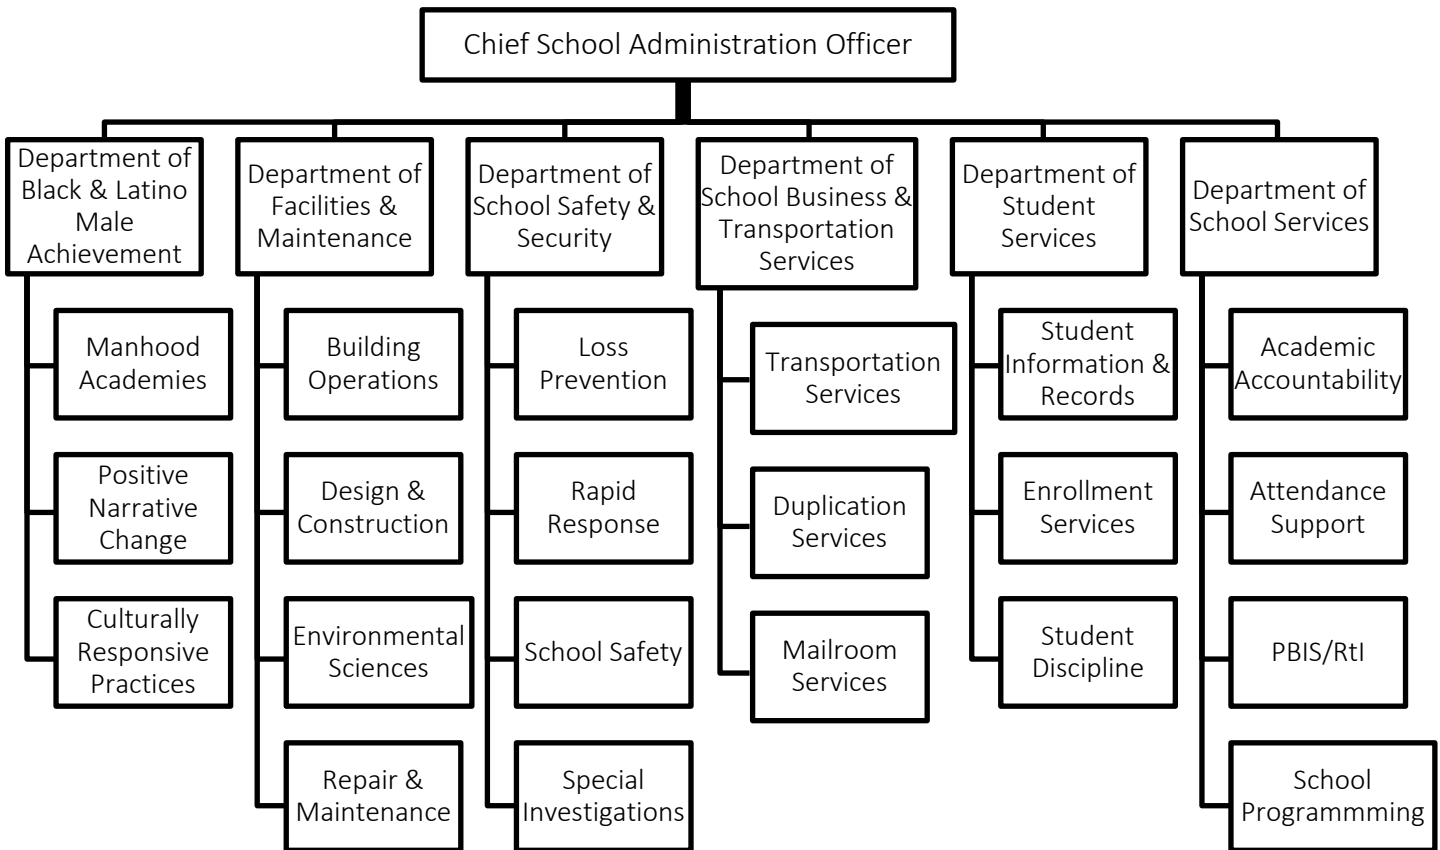 Chief School Administration Officer
Department of
Black & Latino
Male
Achievement
Department of
Facilities &
Maintenance
Department of
School Safety &
Security
Department of
School Business &
Transportation
Services
Department of
Student
Services
Department of
School Services
Manhood
Academies
Positive
Narrative
Change
Culturally
Responsive
Practices
Building
Operations
Design &
Construction
Environmental
Sciences
Repair &
Maintenance
Loss
Prevention
Rapid
Response
School Safety
Special
Investigations
Transportation
Services
Duplication
Services
Mailroom
Services
Student
Information &
Records
Enrollment
Services
Student
Discipline
Academic
Accountability
Attendance
Support
PBIS/RtI
School
Programmming